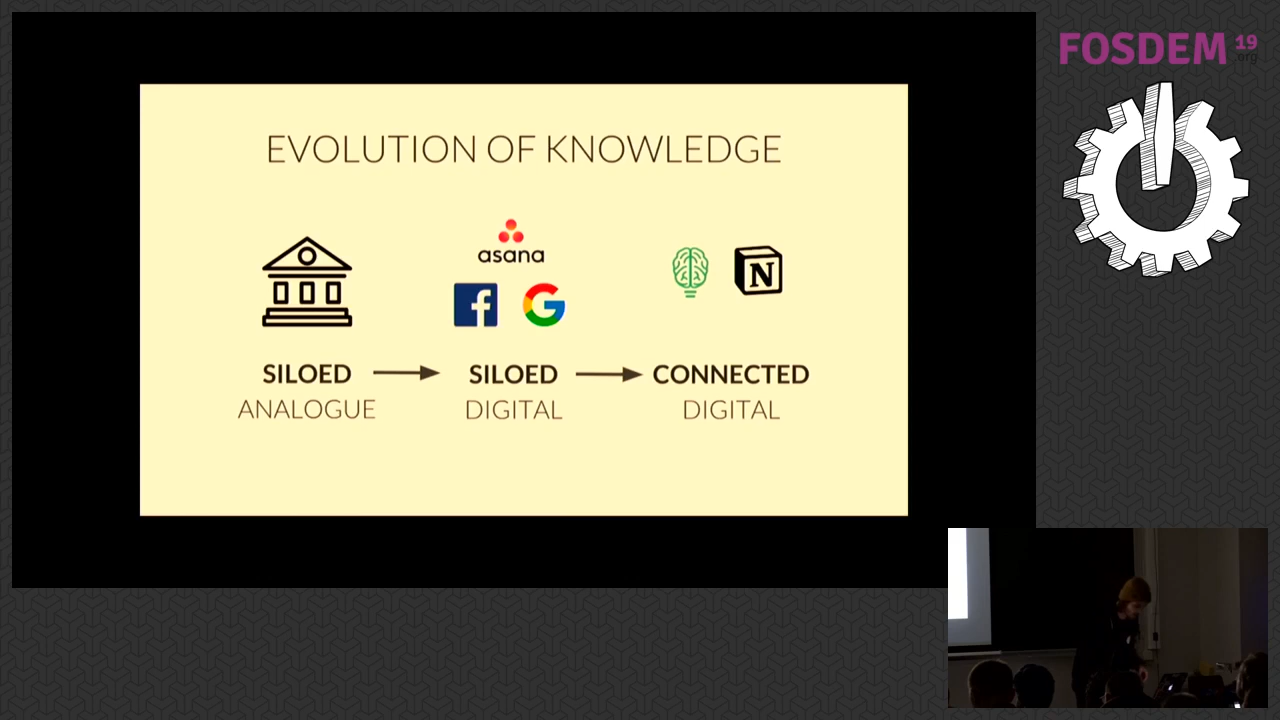 EVOLUTION OF KNOWLEDGE
asana
f
G
N
SILOED
ANALOGUE
SILOED
DIGITAL
CONNECTED
DIGITAL
FOSDEM 19
.org